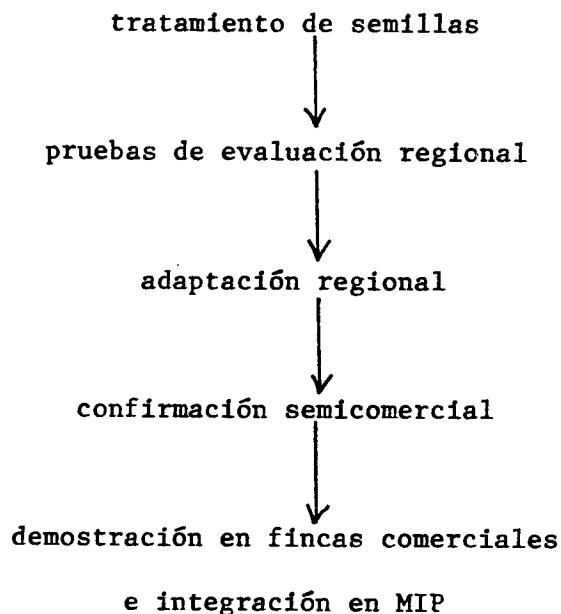 tratamiento de semillas
pruebas de evaluación regional
adaptación regional
confirmación semicomercial
demostración en fincas comerciales
e integración en MIP